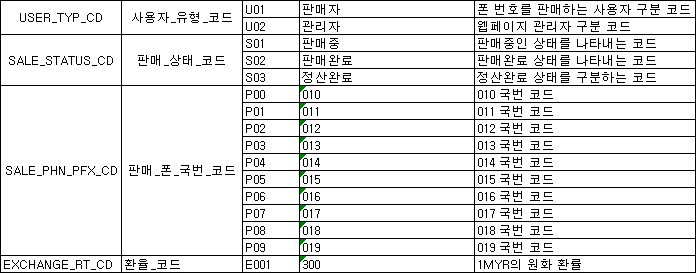 USER_TYP_CD 사용자_유형_코드 U01 판매자 폰 번호를 판매하는 사용자 구분 코드
U02 관리자 웹페이지 관리자 구분 코드
SALE_STATUS_CD 판매_상태_코드 S01 판매중 판매중인 상태를 나타내는 코드
S02 판매완료 판매완료 상태를 나타내는 코드
S03 정산완료 정산완료 상태를 구분하는 코드
SALE_PHN_PFX_CD 판매_폰_국번_코드 P00 010 010 국번 코드
P01 011 011 국번 코드
P02 012 012 국번 코드
P03 013 013 국번 코드
P04 014 014 국번 코드
P05 015 015 국번 코드
P06 016 016 국번 코드
P07 017 017 국번 코드
P08 018 018 국번 코드
P09 019 019 국번 코드
EXCHANGE_RT_CD 환율_코드 E001 300 1MYR의 원화 환률